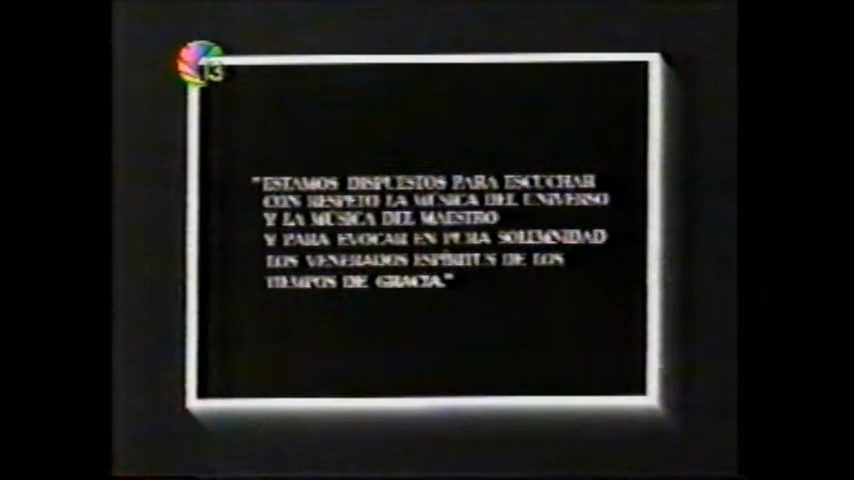 13
"ESTAMOS DISPUESTOS PARA ESCUCHAR
CON RESPETO LA MÚSICA DEL UNIVERSO
Y LA MÚSICA DEL MAESTRO
Y PARA EVOCAR EN PURA SOLEMNIDAD
LOS VENERADOS ESPÍRITUS DE LOS
TIEMPOS DE GRACIA."